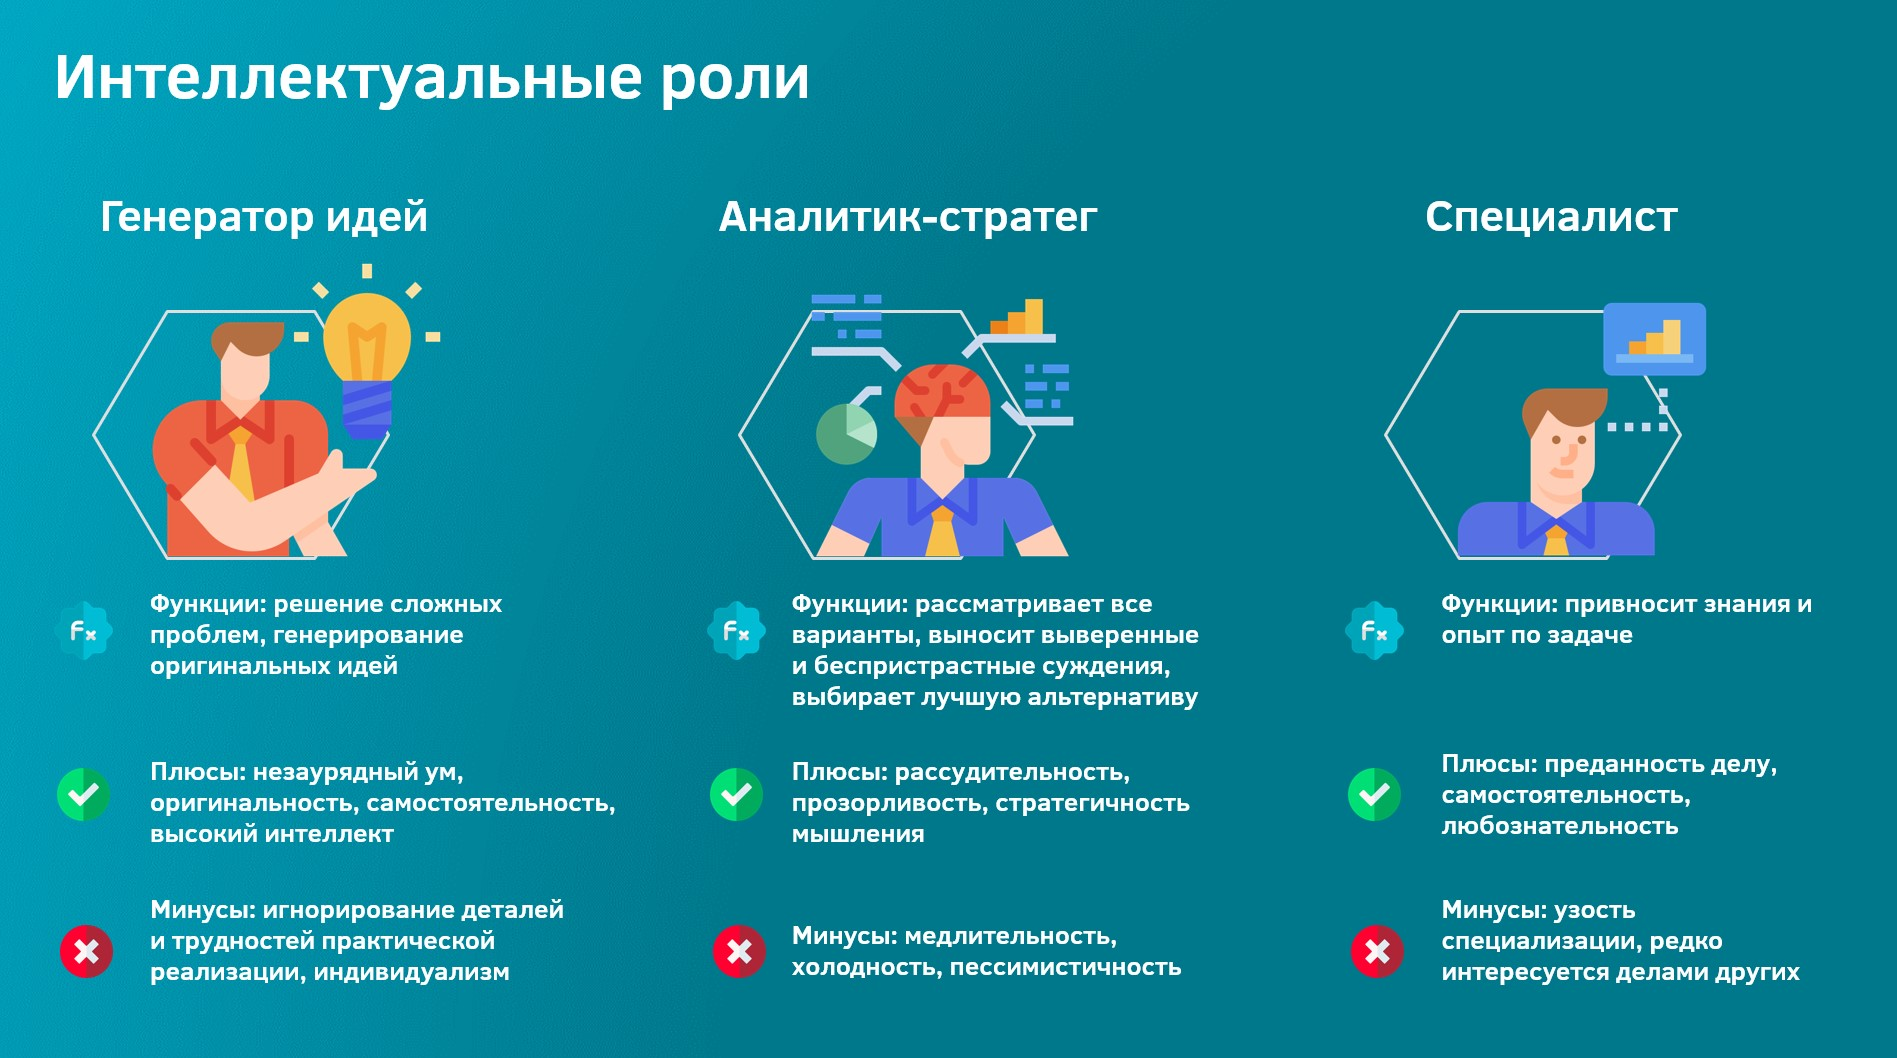 Интеллектуальные роли
Генератор идей
Fx
Функции: решение сложных
проблем, генерирование
оригинальных идей
Плюсы: незаурядный ум,
оригинальность, самостоятельность,
высокий интеллект
Минусы: игнорирование деталей
и трудностей практической
реализации, индивидуализм
Аналитик-стратег
Fx
Функции: рассматривает все
варианты, выносит выверенные
и беспристрастные суждения,
выбирает лучшую альтернативу
Плюсы: рассудительность,
прозорливость, стратегичность
мышления
Минусы: медлительность,
холодность, пессимистичность
Специалист
Fx
Функции: привносит знания и
опыт по задаче
Плюсы: преданность делу,
самостоятельность,
любознательность
Минусы: узость
специализации, редко
интересуется делами других